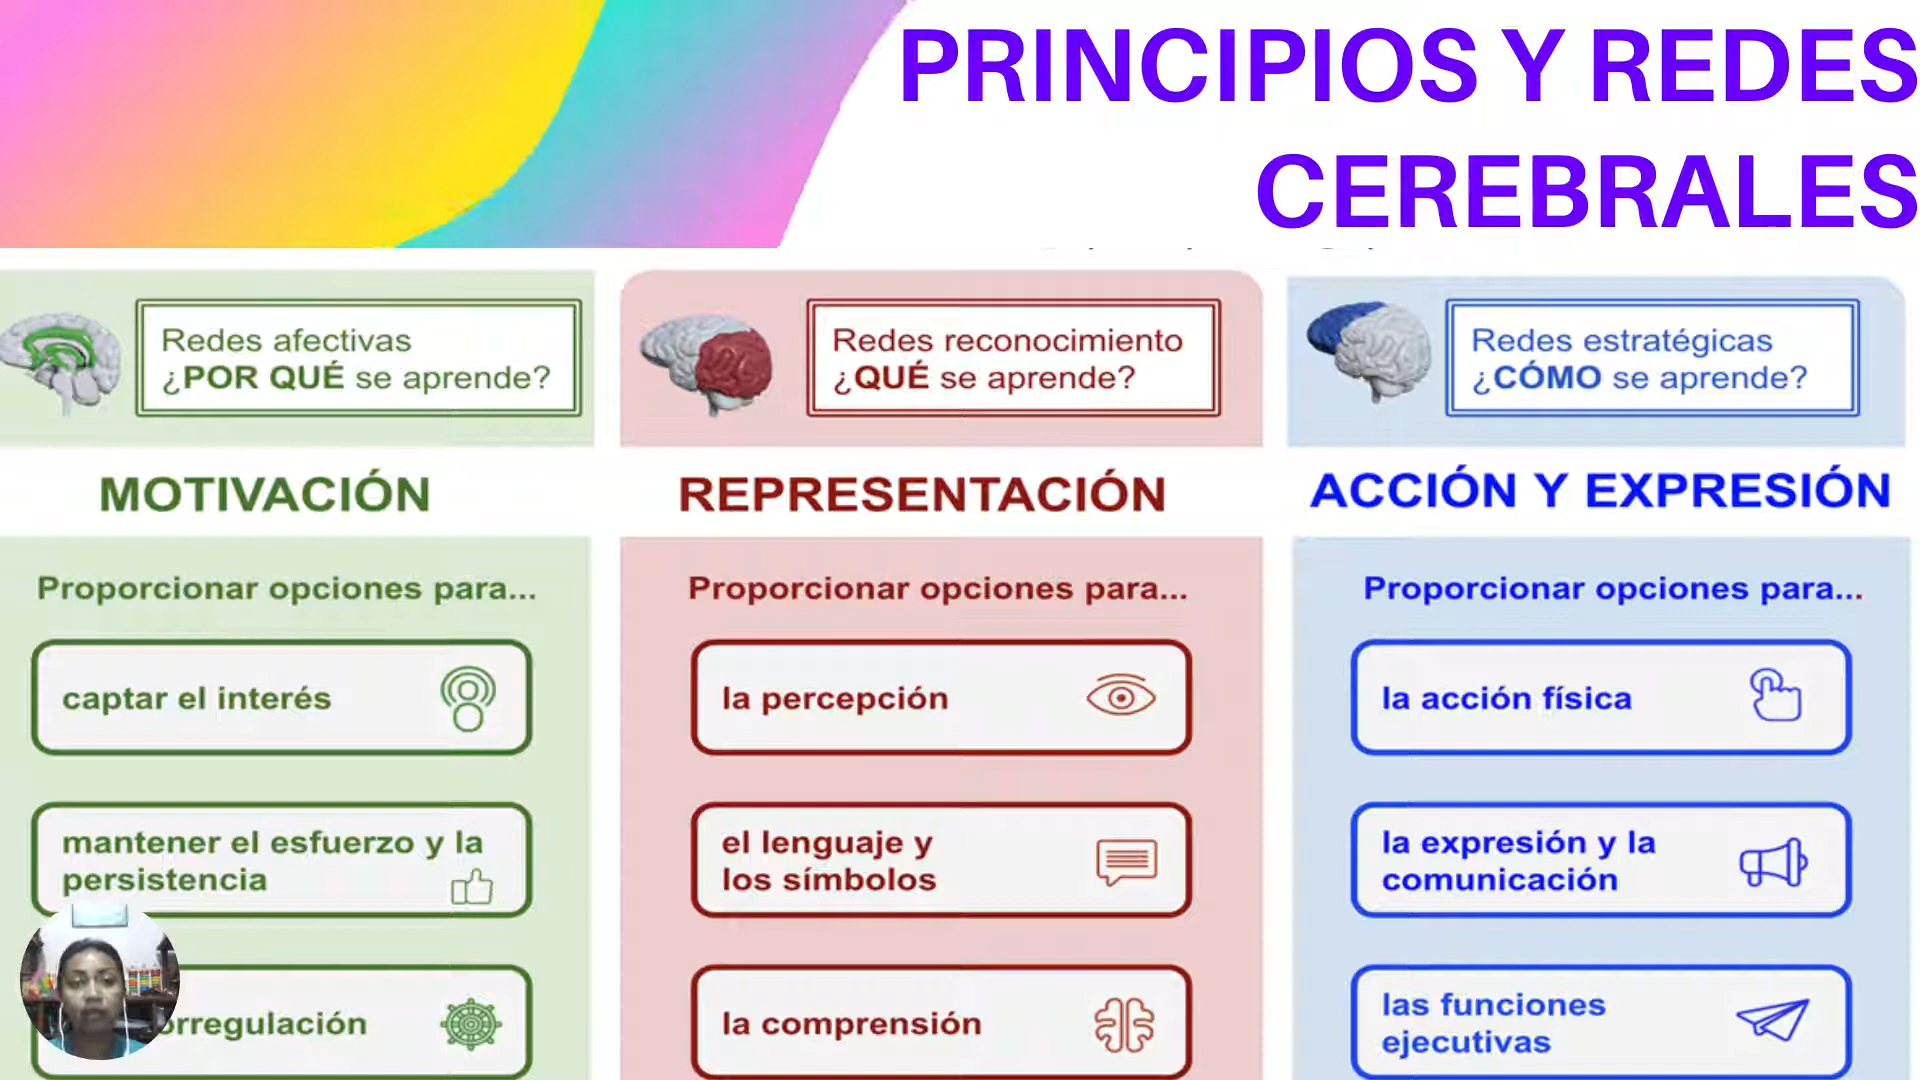 PRINCIPIOS Y REDES
CEREBRALES
Redes afectivas
¿POR QUÉ se aprende?
MOTIVACIÓN
Proporcionar opciones para...
captar el interés
mantener el esfuerzo y la
persistencia
orregulación
Redes reconocimiento
¿QUÉ se aprende?
REPRESENTACIÓN
Proporcionar opciones para...
la percepción
el lenguaje y
los símbolos
la comprensión
Redes estratégicas
¿CÓMO se aprende?
ACCIÓN Y EXPRESIÓN
Proporcionar opciones para...
la acción física
la expresión y la
comunicación
las funciones
ejecutivas